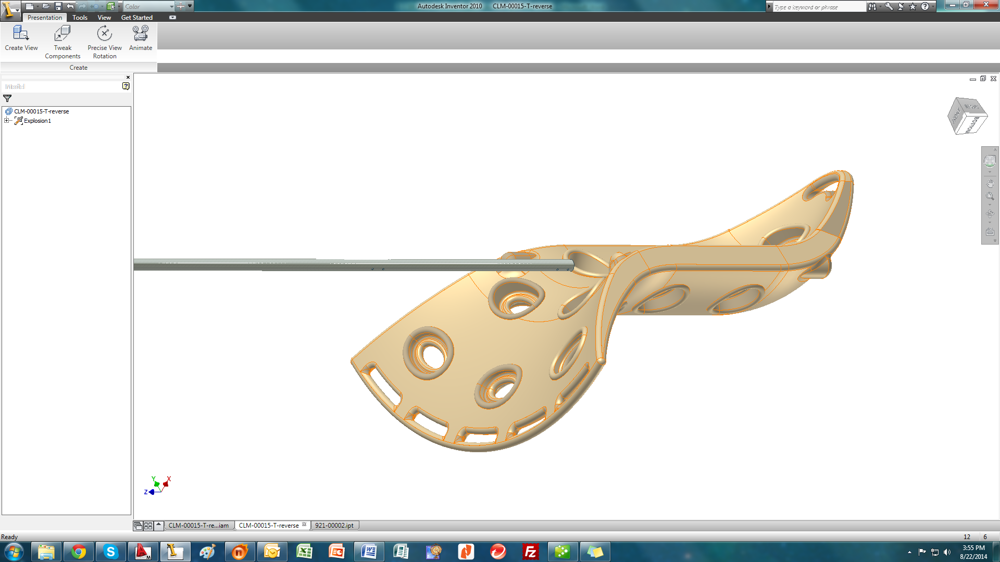 Color
Autodesk Inventor 2010 CLM-00015-T-reverse
Type a keyword or phrase
Presentation Tools View Get Started
Create View
Tweak Components
Precise View Rotation
Animate
Create
Model
CLM-00015-T-reverse
Explosion1
FRONT
BOTTOM
Y X
Z
CLM-00015-T-re...iam CLM-00015-T-reverse 921-00002.ipt
Ready
12 6
3:55 PM
8/22/2014